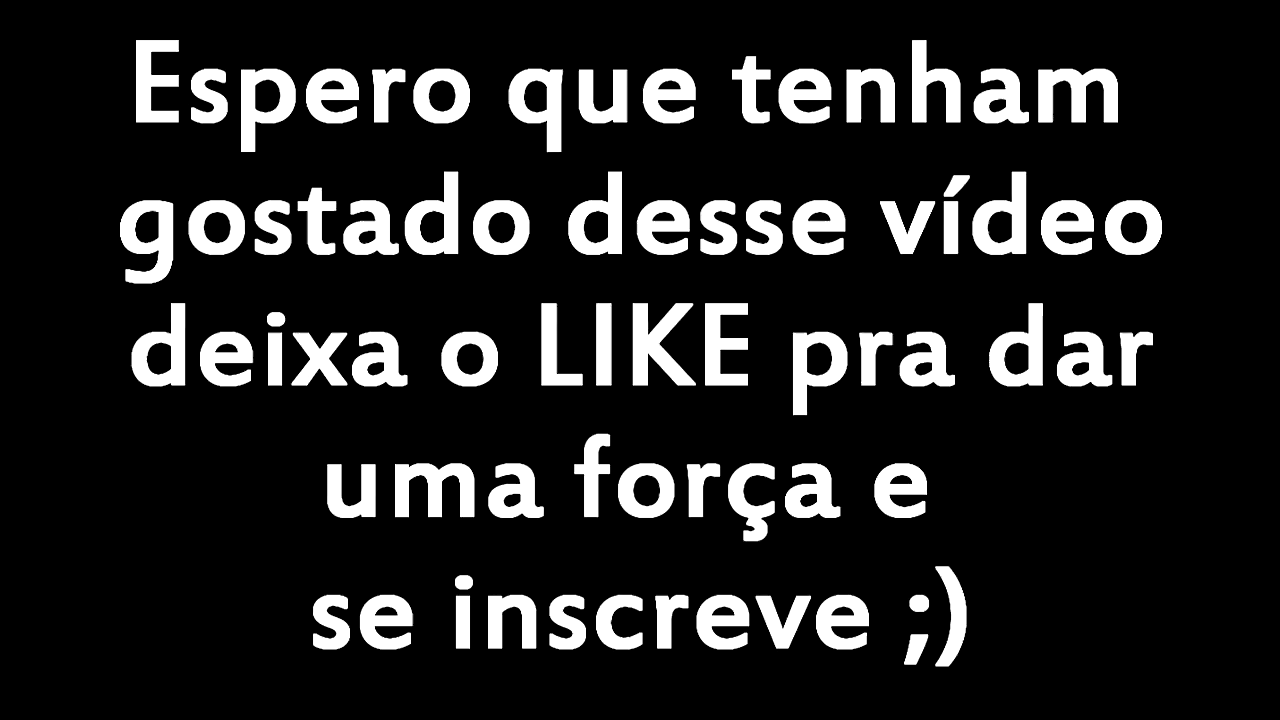 Espero que tenham
gostado desse vídeo
deixa o LIKE pra dar
uma força e
se inscreve ;)